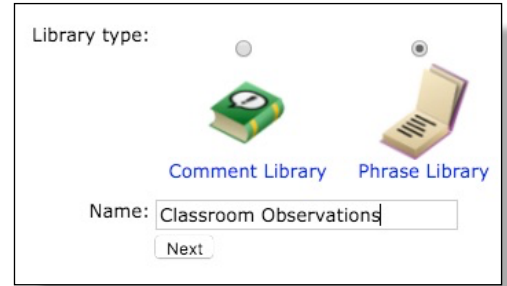 Library type:
Comment Library Phrase Library
Name: Classroom Observations
Next